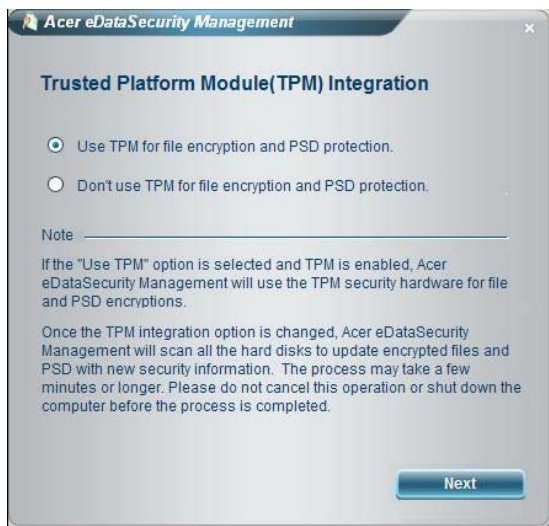 Acer eDataSecurity Management
×
Trusted Platform Module(TPM) Integration
Use TPM for file encryption and PSD protection.
Don't use TPM for file encryption and PSD protection.
Note
If the "Use TPM" option is selected and TPM is enabled, Acer
eDataSecurity Management will use the TPM security hardware for file
and PSD encryptions.
Once the TPM integration option is changed, Acer eDataSecurity
Management will scan all the hard disks to update encrypted files and
PSD with new security information. The process may take a few
minutes or longer. Please do not cancel this operation or shut down the
computer before the process is completed.
Next